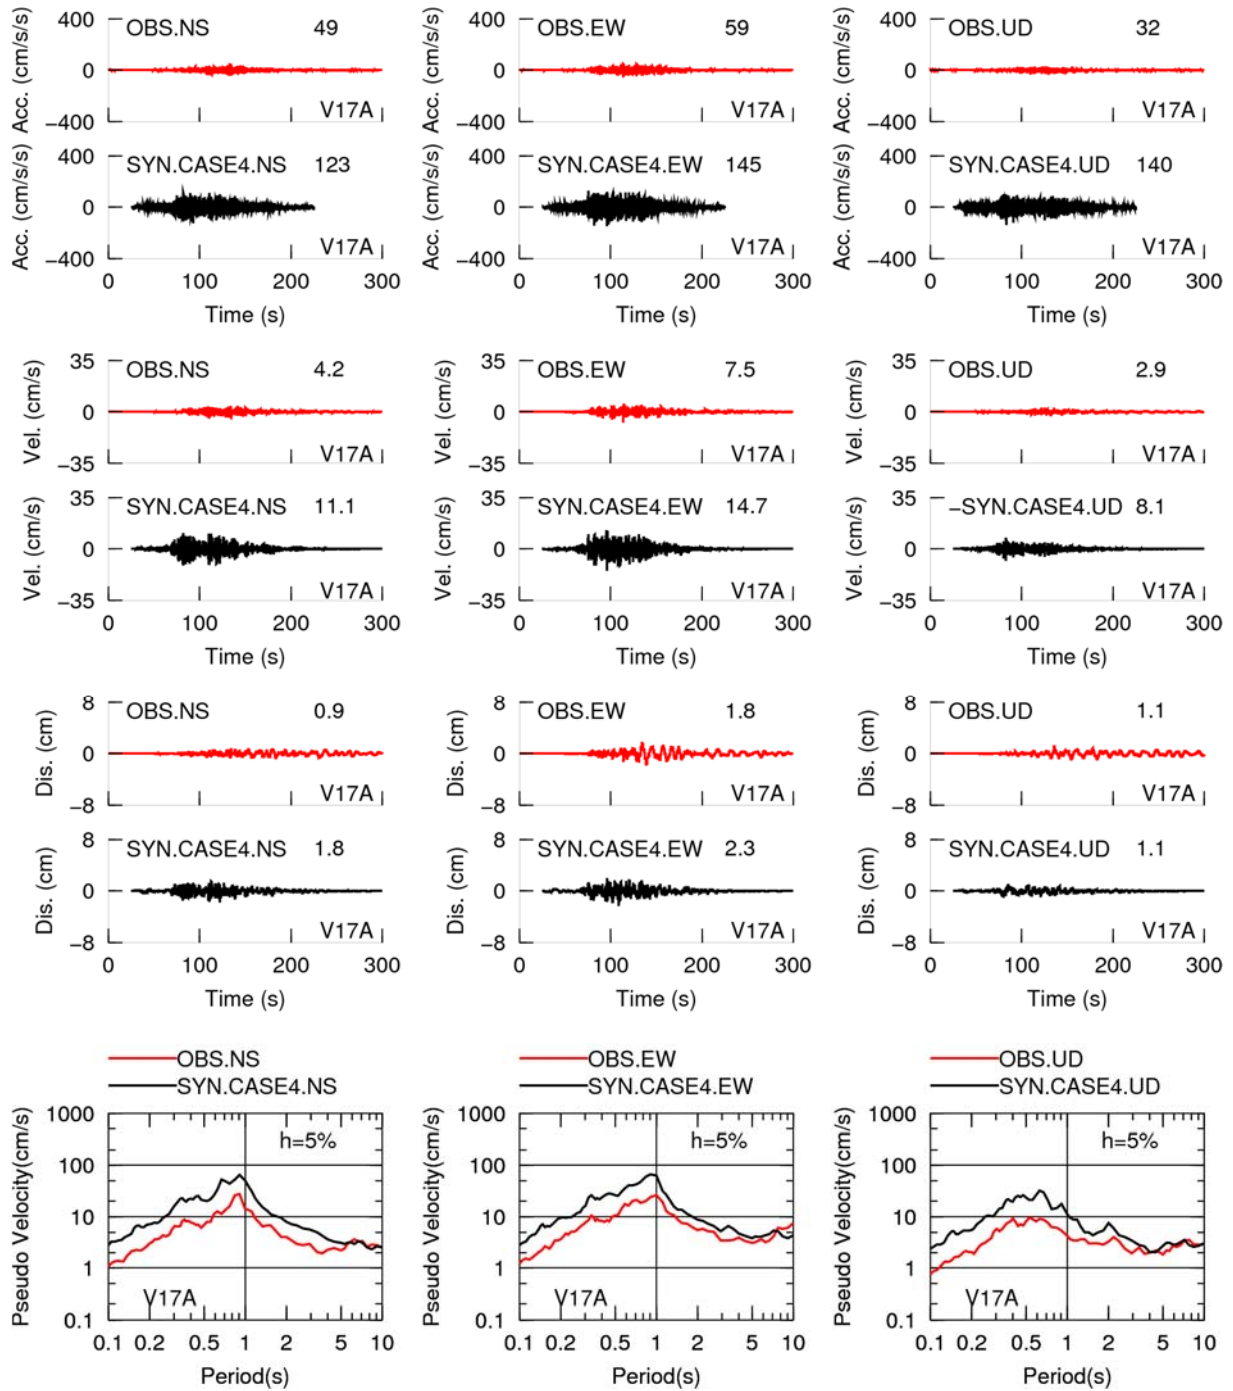 400 OBS.NS 49
Acc. (cm/s/s) 0
−400 V17A
400 SYN.CASE4.NS 123
Acc. (cm/s/s) 0
−400 V17A
0 100 200 300
Time (s)
400 OBS.EW 59
Acc. (cm/s/s) 0
−400 V17A
400 SYN.CASE4.EW 145
Acc. (cm/s/s) 0
−400 V17A
0 100 200 300
Time (s)
400 OBS.UD 32
Acc. (cm/s/s) 0
−400 V17A
400 SYN.CASE4.UD 140
Acc. (cm/s/s) 0
−400 V17A
0 100 200 300
Time (s)
35 OBS.NS 4.2
Vel. (cm/s) 0
−35 V17A
35 SYN.CASE4.NS 11.1
Vel. (cm/s) 0
−35 V17A
0 100 200 300
Time (s)
35 OBS.EW 7.5
Vel. (cm/s) 0
−35 V17A
35 SYN.CASE4.EW 14.7
Vel. (cm/s) 0
−35 V17A
0 100 200 300
Time (s)
35 OBS.UD 2.9
Vel. (cm/s) 0
−35 V17A
35 −SYN.CASE4.UD 8.1
Vel. (cm/s) 0
−35 V17A
0 100 200 300
Time (s)
8 OBS.NS 0.9
Dis. (cm) 0
−8 V17A
8 SYN.CASE4.NS 1.8
Dis. (cm) 0
−8 V17A
0 100 200 300
Time (s)
8 OBS.EW 1.8
Dis. (cm) 0
−8 V17A
8 SYN.CASE4.EW 2.3
Dis. (cm) 0
−8 V17A
0 100 200 300
Time (s)
8 OBS.UD 1.1
Dis. (cm) 0
−8 V17A
8 SYN.CASE4.UD 1.1
Dis. (cm) 0
−8 V17A
0 100 200 300
Time (s)
OBS.NS
SYN.CASE4.NS
Pseudo Velocity(cm/s)
1000
h=5%
100
10
1
V17A
0.1
0.1 0.2 0.5 1 2 5 10
Period(s)
OBS.EW
SYN.CASE4.EW
Pseudo Velocity(cm/s)
1000
h=5%
100
10
1
V17A
0.1
0.1 0.2 0.5 1 2 5 10
Period(s)
OBS.UD
SYN.CASE4.UD
Pseudo Velocity(cm/s)
1000
h=5%
100
10
1
V17A
0.1
0.1 0.2 0.5 1 2 5 10
Period(s)